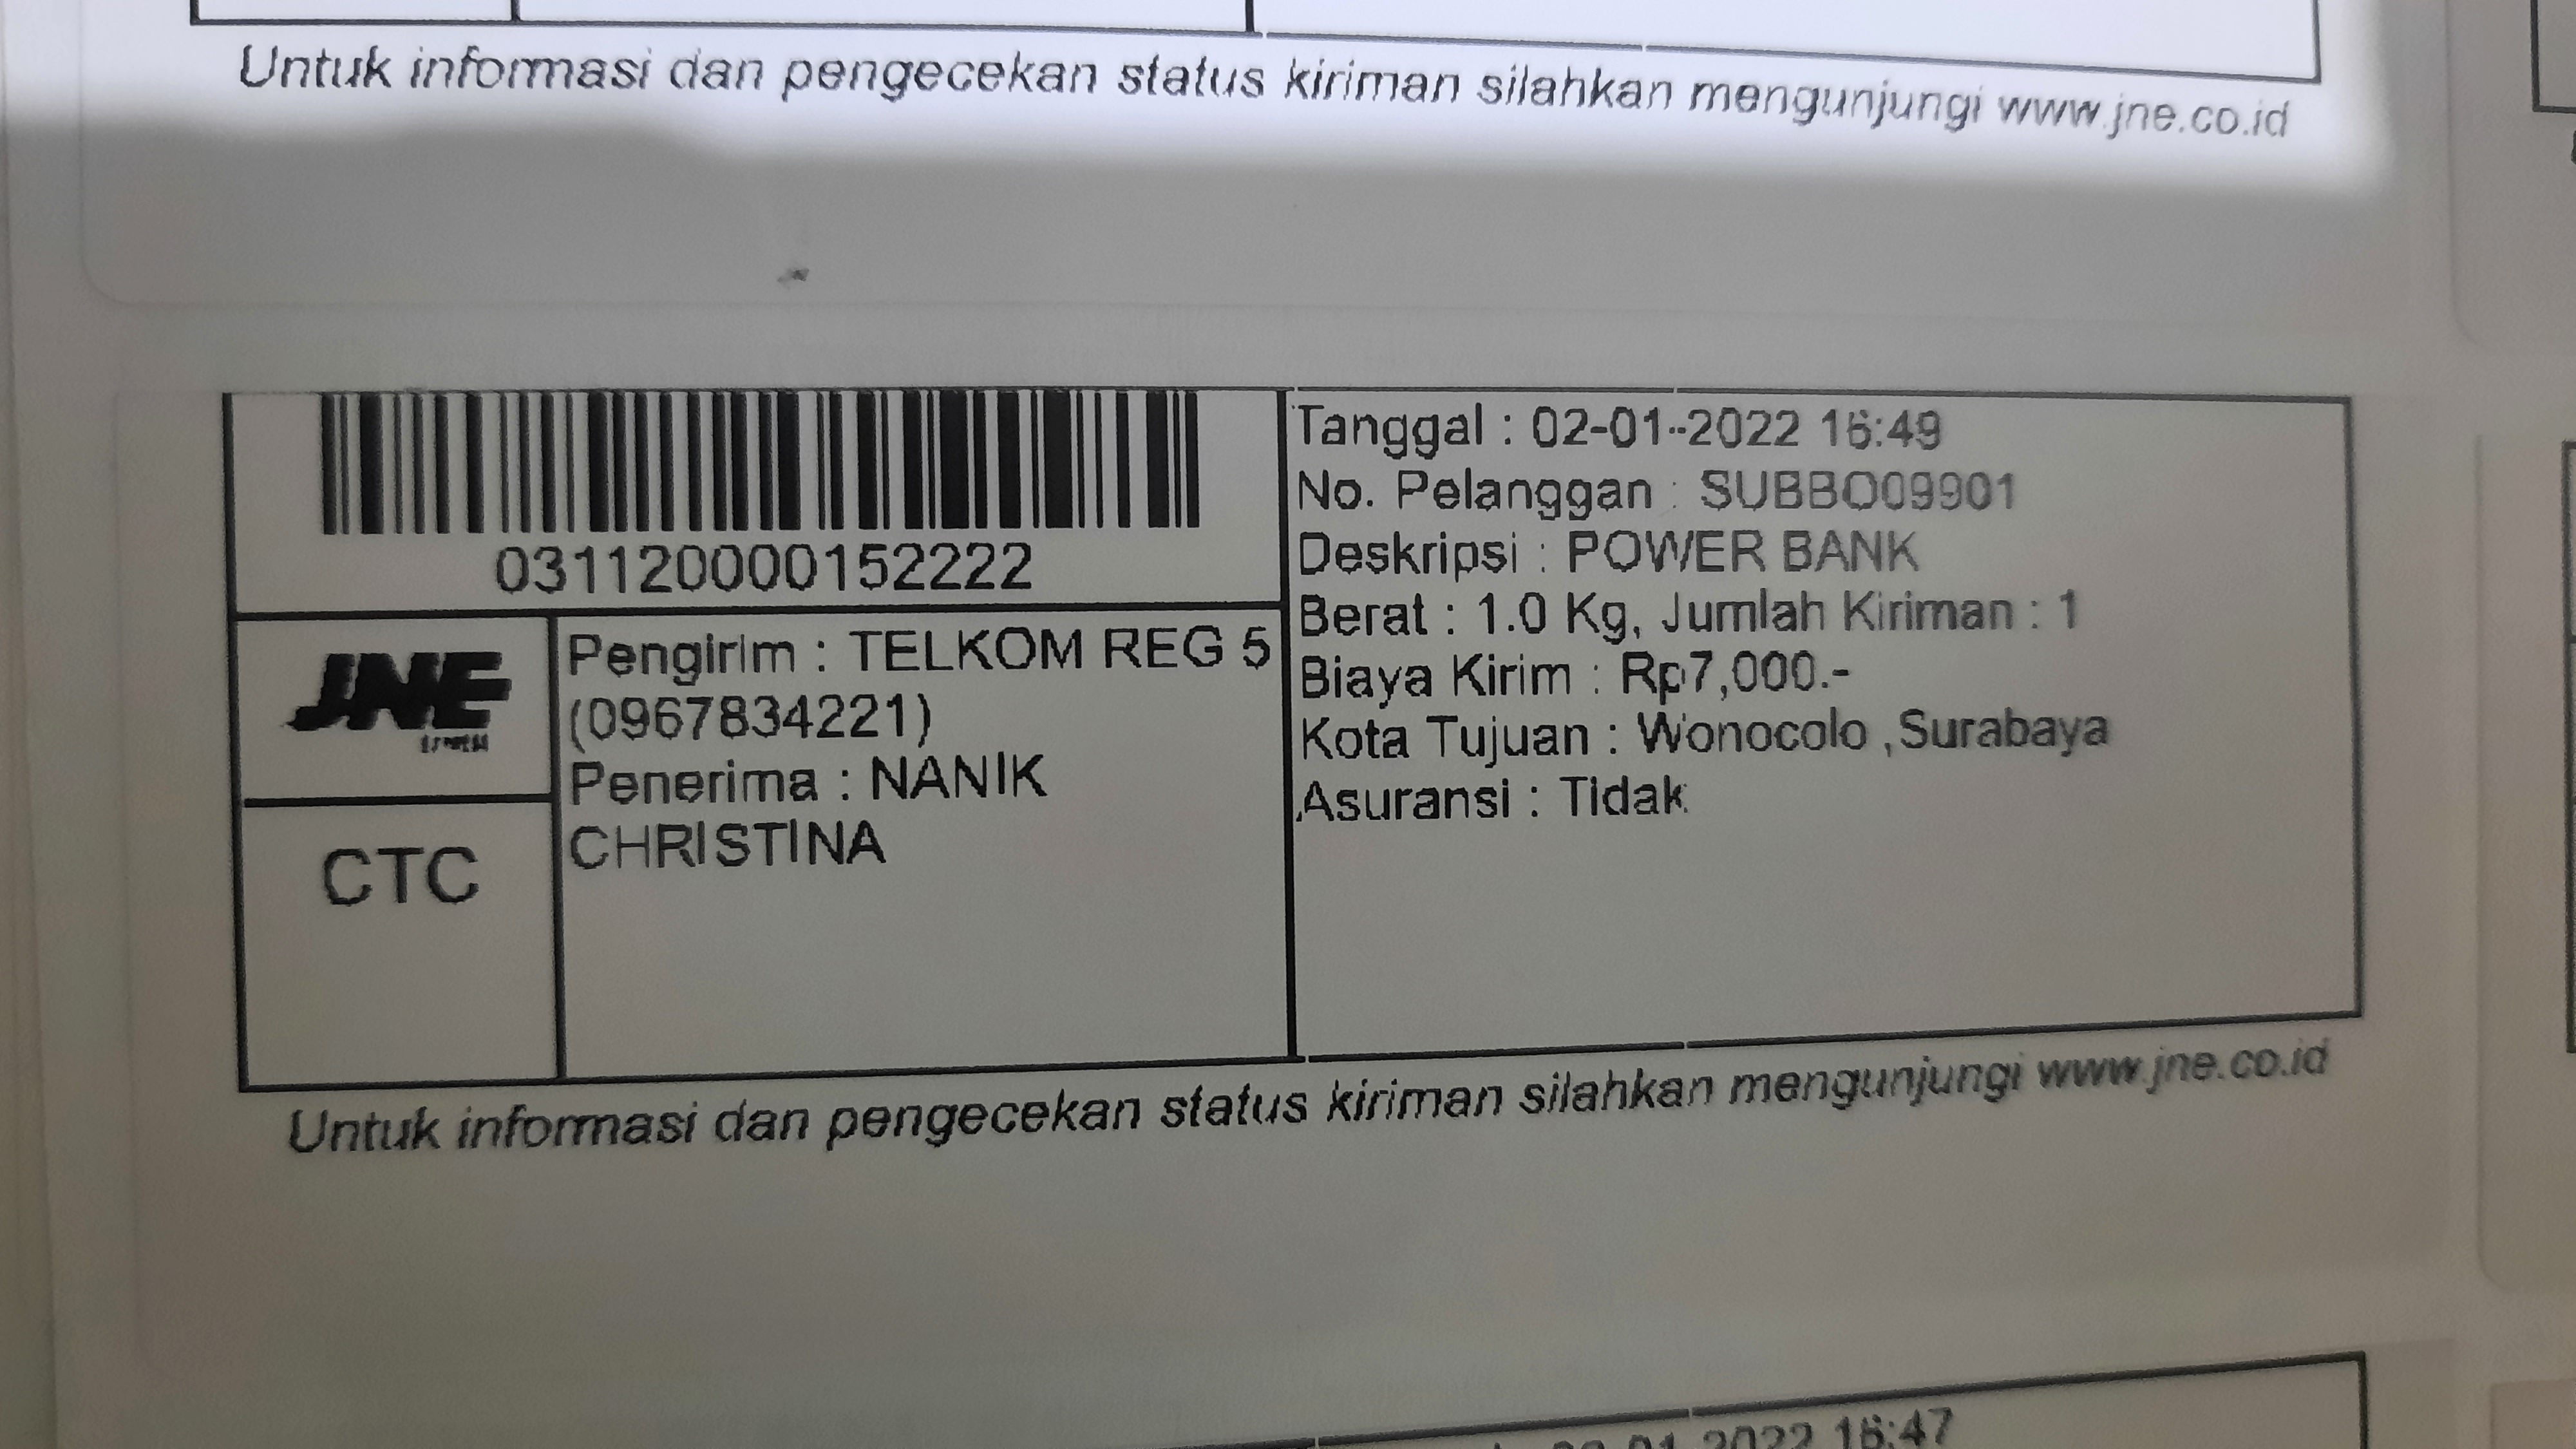 0311200001522222
JNE
EXPRESS
CTC
Pengirim : TELKOM REG 5
(0967834221)
Penerima : NANIK
CHRISTINA
Tanggal : 02-01-2022 16:49
No. Pelanggan : SUBBO09901
Deskripsi : POWER BANK
Berat : 1.0 Kg, Jumlah Kiriman : 1
Biaya Kirim : Rp7,000.-
Kota Tujuan : Wonocolo ,Surabaya
Asuransi : Tidak
Untuk informasi dan pengecekan status kiriman silahkan mengunjungi www.jne.co.id
Untuk informasi dan pengecekan status kiriman silahkan mengunjungi www.jne.co.id
2022 16:47